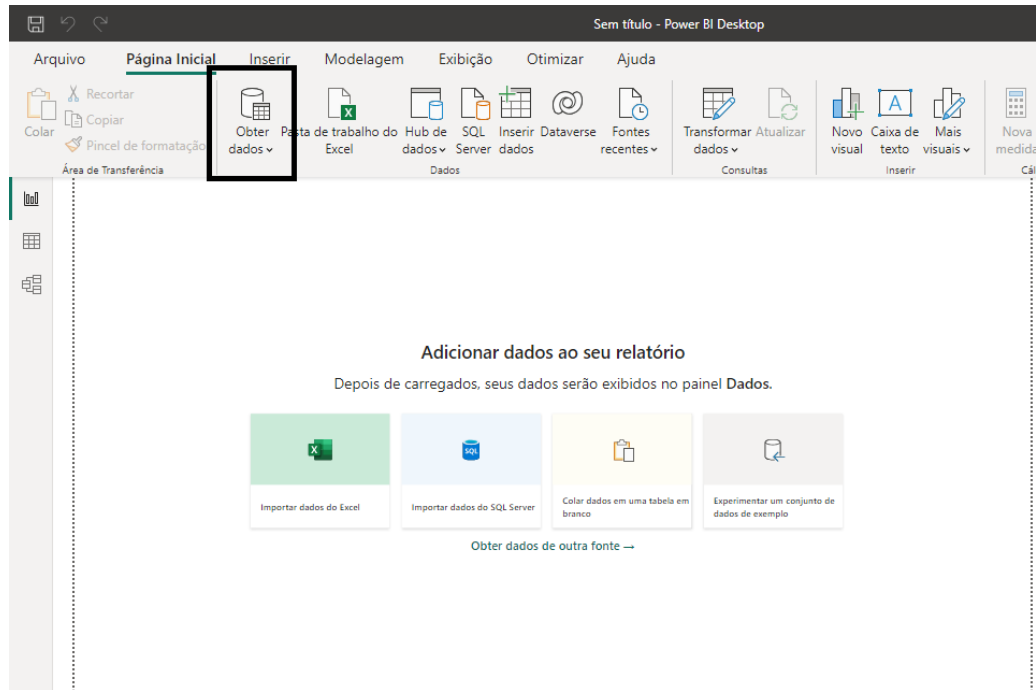 Sem título - Power BI Desktop
Arquivo Página Inicial Inserir Modelagem Exibição Otimizar Ajuda
Colar
Recortar
Copiar
Pincel de formatação
Área de Transferência
Obter
dados
Pasta de trabalho do
Excel
Hub de
dados
SQL
Server
Inserir
dados
Dataverse
Fontes
recentes
Dados
Transformar
dados
Atualizar
Consultas
Novo
visual
Caixa de
texto
A
Mais
visuais
Inserir
Nova
medida
Cál
Adicionar dados ao seu relatório
Depois de carregados, seus dados serão exibidos no painel Dados.
X
SQL
Importar dados do Excel
Importar dados do SQL Server
Colar dados em uma tabela em
branco
Experimentar um conjunto de
dados de exemplo
Obter dados de outra fonte →